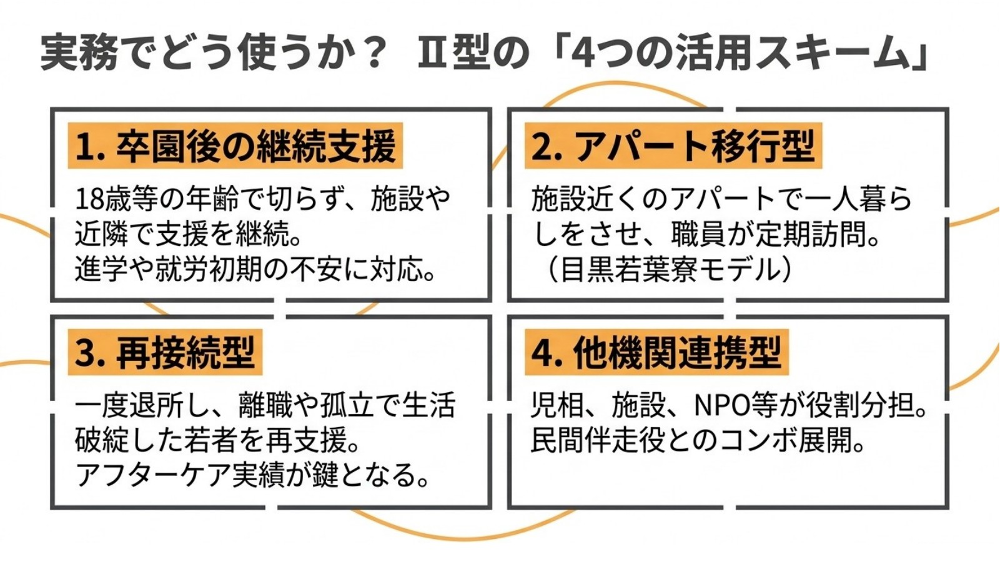 実務でどう使うか？ Ⅱ型の「4つの活用スキーム」
1. 卒園後の継続支援
18歳等の年齢で切らず、施設や
近隣で支援を継続。
進学や就労初期の不安に対応。
2. アパート移行型
施設近くのアパートで一人暮ら
しをさせ、職員が定期訪問。
（目黒若葉寮モデル）
3. 再接続型
一度退所し、離職や孤立で生活
破綻した若者を再支援。
アフターケア実績が鍵となる。
4. 他機関連携型
児相、施設、NPO等が役割分担。
民間伴走役とのコンボ展開。